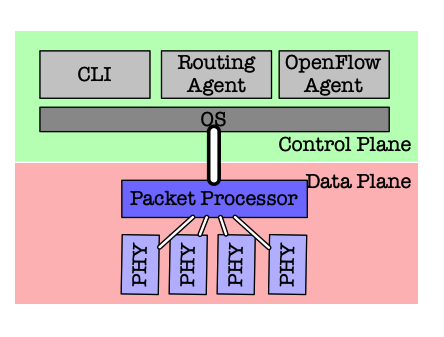 CLI
Routing
Agent
OpenFlow
Agent
OS
Control Plane
Data Plane
Packet Processor
PHY
PHY
PHY
PHY